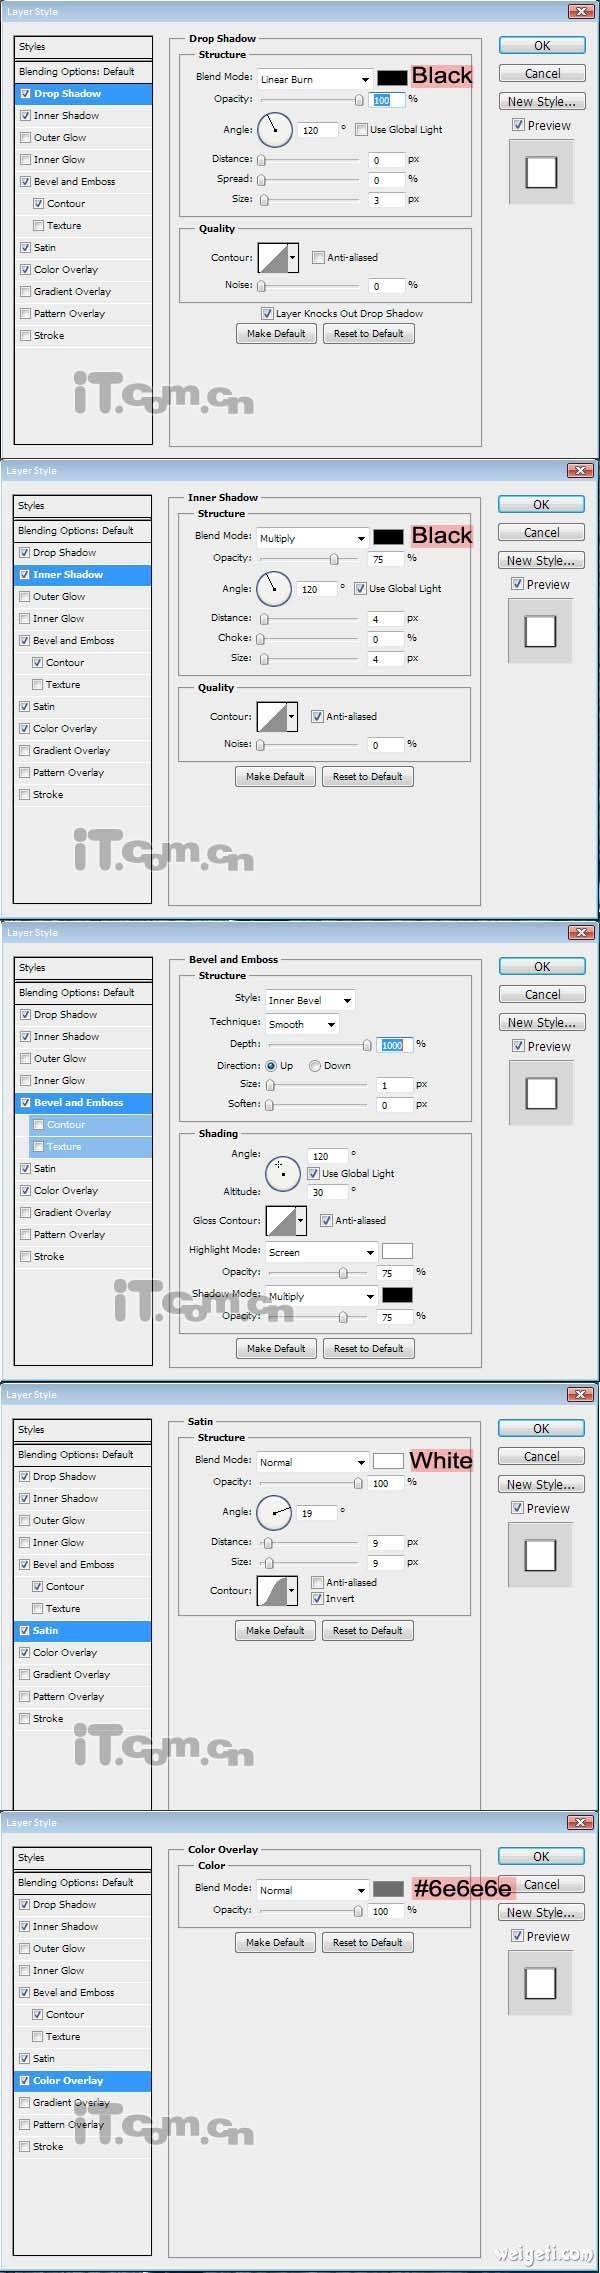 Layer Style
Styles
Blending Options: Default
Drop Shadow
Inner Shadow
Outer Glow
Inner Glow
Bevel and Emboss
Contour
Texture
Satin
Color Overlay
Gradient Overlay
Pattern Overlay
Stroke
Drop Shadow
Structure
Blend Mode: Linear Burn Black
Opacity: 100 %
Angle: 120 ° Use Global Light
Distance: 0 px
Spread: 0 %
Size: 3 px
Quality
Contour: Anti-aliased
Noise: 0 %
Layer Knocks Out Drop Shadow
Make Default Reset to Default
OK
Cancel
New Style...
Preview
iT.com.cn
Layer Style
Styles
Blending Options: Default
Drop Shadow
Inner Shadow
Outer Glow
Inner Glow
Bevel and Emboss
Contour
Texture
Satin
Color Overlay
Gradient Overlay
Pattern Overlay
Stroke
Inner Shadow
Structure
Blend Mode: Multiply Black
Opacity: 75 %
Angle: 120 ° Use Global Light
Distance: 4 px
Choke: 0 %
Size: 4 px
Quality
Contour: Anti-aliased
Noise: 0 %
Make Default Reset to Default
OK
Cancel
New Style...
Preview
iT.com.cn
Layer Style
Styles
Blending Options: Default
Drop Shadow
Inner Shadow
Outer Glow
Inner Glow
Bevel and Emboss
Contour
Texture
Satin
Color Overlay
Gradient Overlay
Pattern Overlay
Stroke
Bevel and Emboss
Structure
Style: Inner Bevel
Technique: Smooth
Depth: 1000 %
Direction: Up Down
Size: 1 px
Soften: 0 px
Shading
Angle: 120 °
Use Global Light
Altitude: 30 °
Gloss Contour: Anti-aliased
Highlight Mode: Screen
Opacity: 75 %
Shadow Mode: Multiply
Opacity: 75 %
Make Default Reset to Default
OK
Cancel
New Style...
Preview
iT.com.cn
Layer Style
Styles
Blending Options: Default
Drop Shadow
Inner Shadow
Outer Glow
Inner Glow
Bevel and Emboss
Contour
Texture
Satin
Color Overlay
Gradient Overlay
Pattern Overlay
Stroke
Satin
Structure
Blend Mode: Normal White
Opacity: 100 %
Angle: 19 °
Distance: 9 px
Size: 9 px
Contour: Anti-aliased
Invert
Make Default Reset to Default
OK
Cancel
New Style...
Preview
iT.com.cn
Layer Style
Styles
Blending Options: Default
Drop Shadow
Inner Shadow
Outer Glow
Inner Glow
Bevel and Emboss
Contour
Texture
Satin
Color Overlay
Gradient Overlay
Pattern Overlay
Stroke
Color Overlay
Color
Blend Mode: Normal #6e6e6e
Opacity: 100 %
Make Default Reset to Default
OK
Cancel
New Style...
Preview
iT.com.cn
weigeti.com